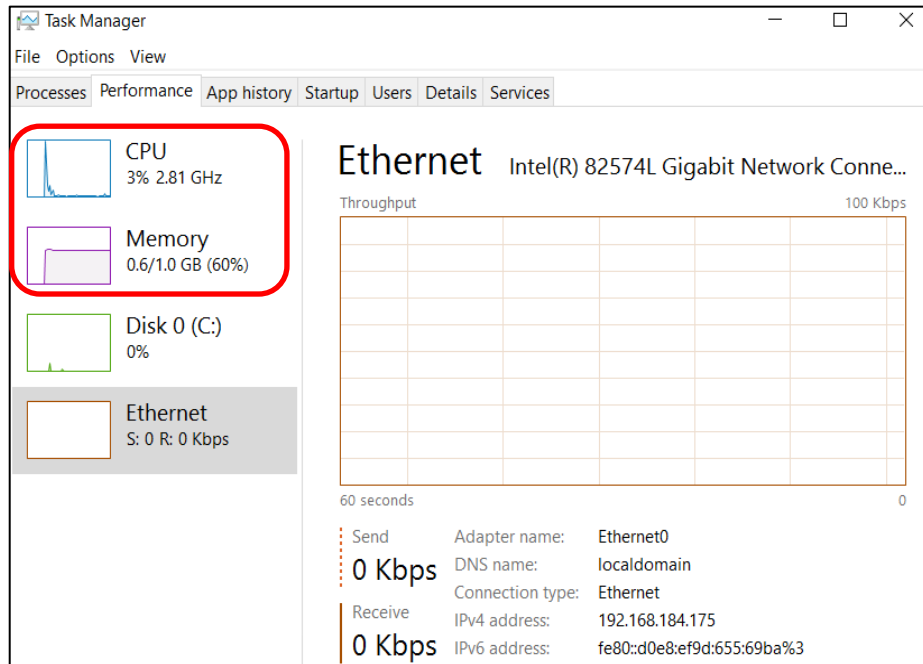 Task Manager
File Options View
Processes Performance App history Startup Users Details Services
CPU
3% 2.81 GHz
Memory
0.6/1.0 GB (60%)
Disk 0 (C:)
0%
Ethernet
S: 0 R: 0 Kbps
Ethernet Intel(R) 82574L Gigabit Network Conne...
Throughput 100 Kbps
60 seconds 0
Send
0 Kbps
Receive
0 Kbps
Adapter name: Ethernet0
DNS name: localdomain
Connection type: Ethernet
IPv4 address: 192.168.184.175
IPv6 address: fe80::d0e8:ef9d:655:69ba%3